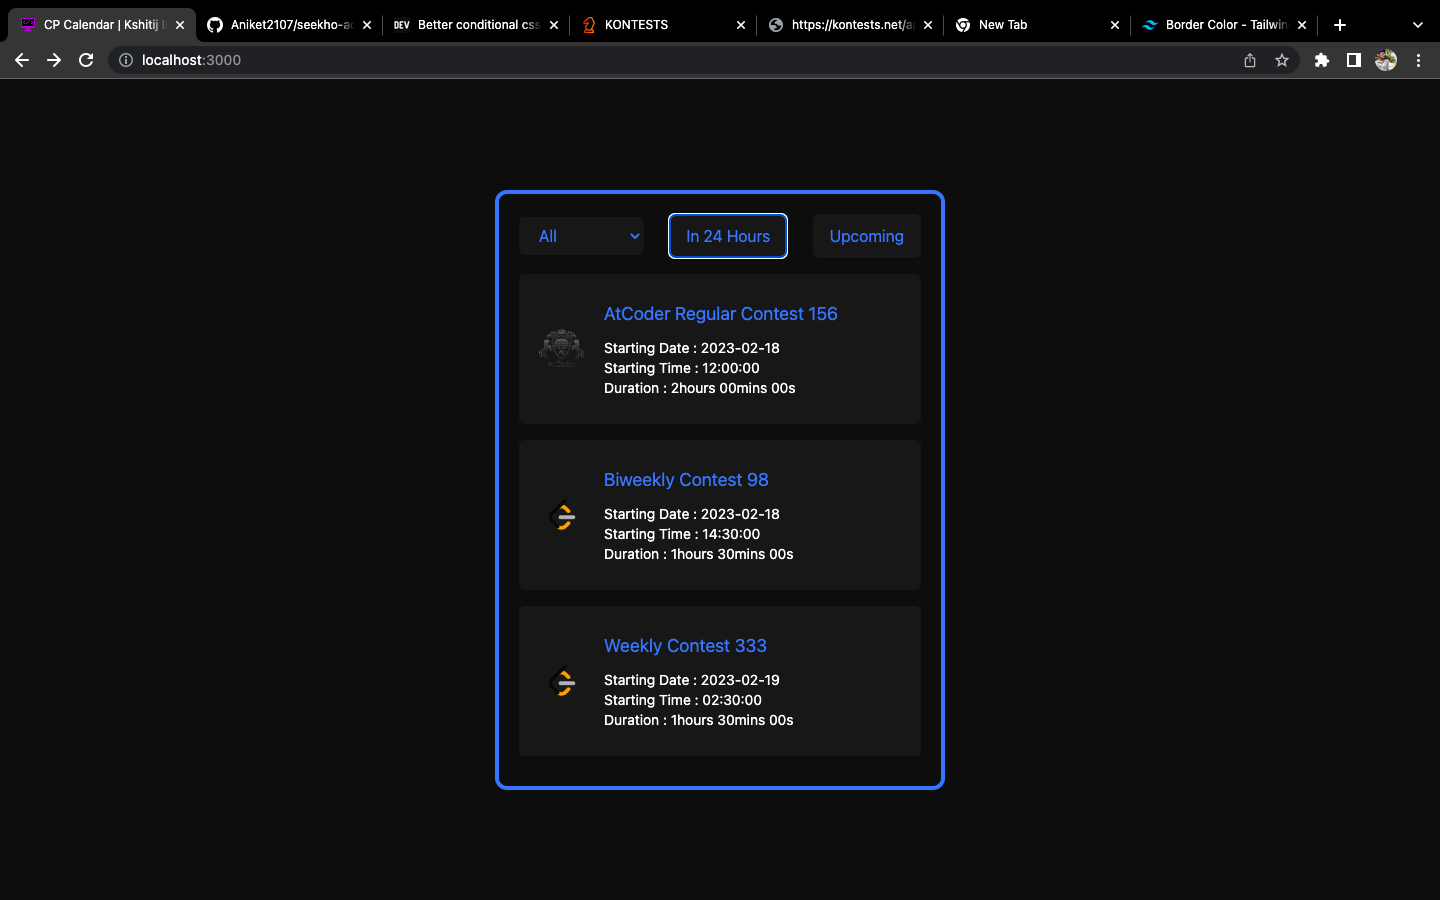 CP Calendar | Kshitij
Aniket2107/seekho-ac
DEV Better conditional css
KONTESTS
https://kontests.net/a
New Tab
Border Color - Tailwin
localhost:3000
All
In 24 Hours
Upcoming
AtCoder Regular Contest 156
Starting Date : 2023-02-18
Starting Time : 12:00:00
Duration : 2hours 00mins 00s
Biweekly Contest 98
Starting Date : 2023-02-18
Starting Time : 14:30:00
Duration : 1hours 30mins 00s
Weekly Contest 333
Starting Date : 2023-02-19
Starting Time : 02:30:00
Duration : 1hours 30mins 00s